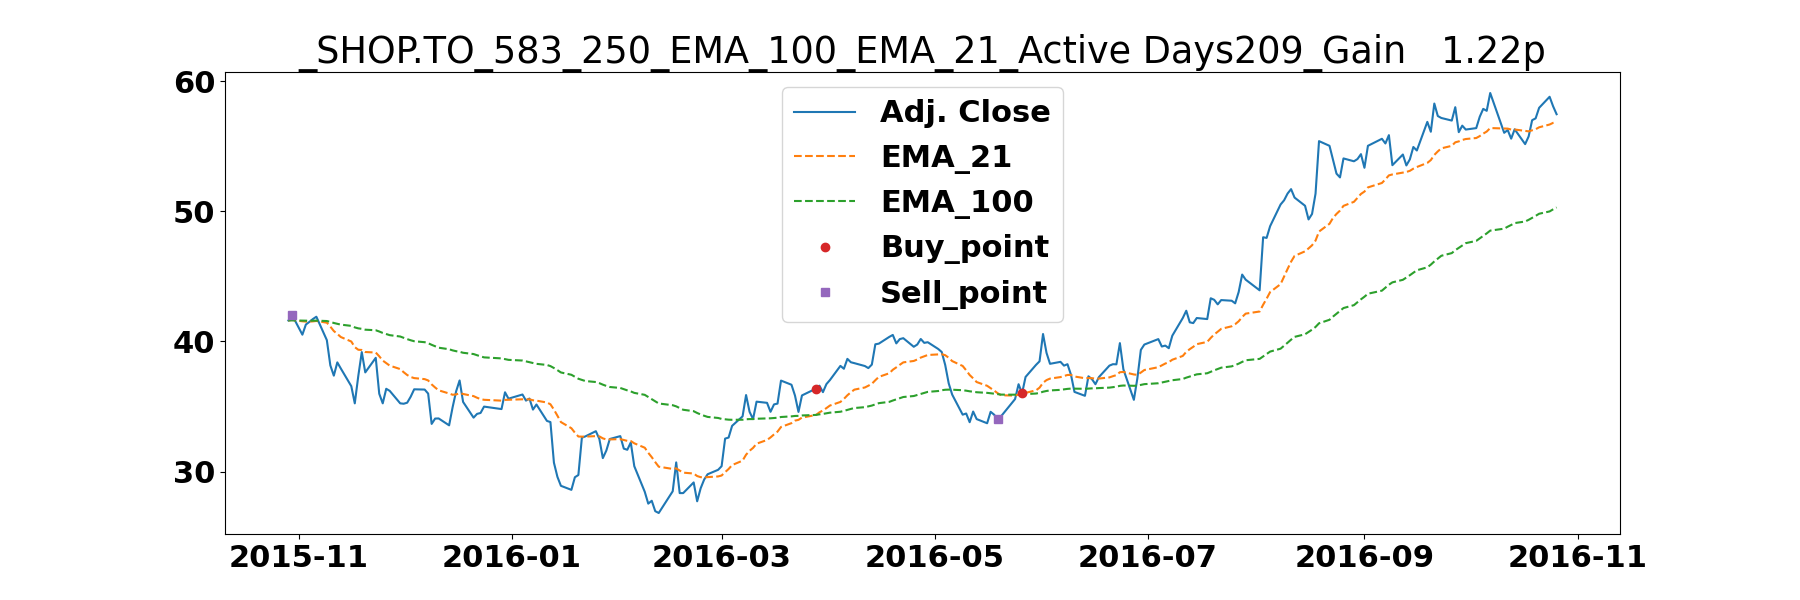 _SHOP.TO_583_250_EMA_100_EMA_21_Active Days209_Gain   1.22p
60
50
40
30
Adj. Close
EMA_21
EMA_100
Buy_point
Sell_point
2015-11 2016-01 2016-03 2016-05 2016-07 2016-09 2016-11